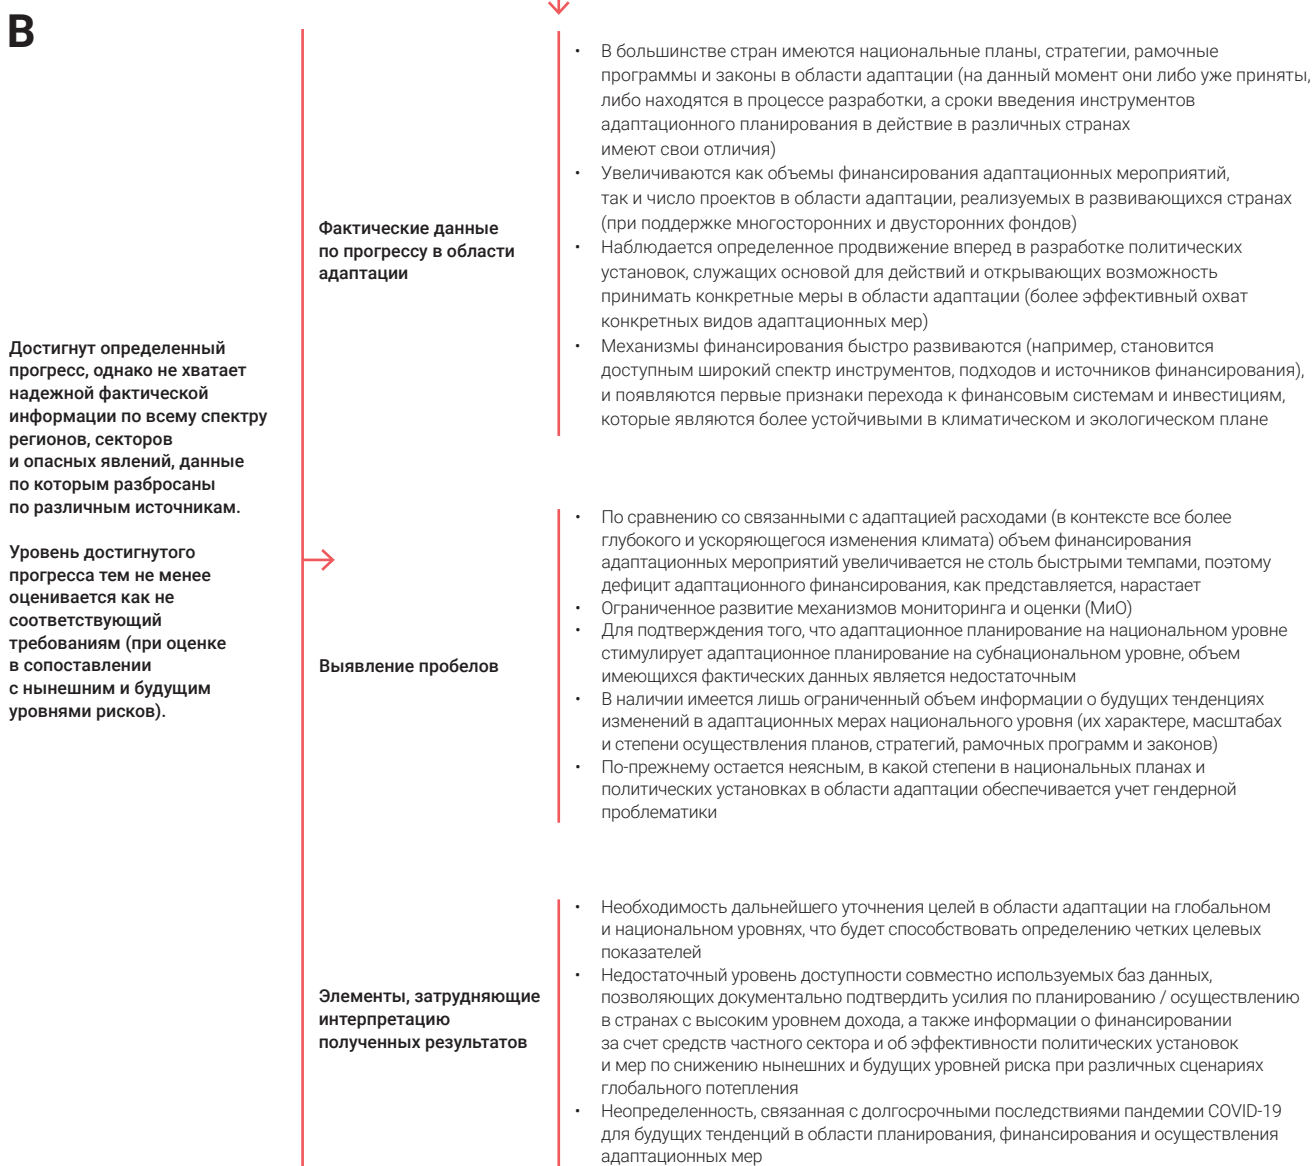 B
Достигнут определенный
прогресс, однако не хватает
надежной фактической
информации по всему спектру
регионов, секторов
и опасных явлений, данные
по которым разбросаны
по различным источникам.
Уровень достигнутого
прогресса тем не менее
оценивается как не
соответствующий
требованиям (при оценке
в сопоставлении
с нынешним и будущим
уровнями рисков).
Фактические данные
по прогрессу в области
адаптации
• В большинстве стран имеются национальные планы, стратегии, рамочные
программы и законы в области адаптации (на данный момент они либо уже приняты,
либо находятся в процессе разработки, а сроки введения инструментов
адаптационного планирования в действие в различных странах
имеют свои отличия)
• Увеличиваются как объемы финансирования адаптационных мероприятий,
так и число проектов в области адаптации, реализуемых в развивающихся странах
(при поддержке многосторонних и двусторонних фондов)
• Наблюдается определенное продвижение вперед в разработке политических
установок, служащих основой для действий и открывающих возможность
принимать конкретные меры в области адаптации (более эффективный охват
конкретных видов адаптационных мер)
• Механизмы финансирования быстро развиваются (например, становится
доступным широкий спектр инструментов, подходов и источников финансирования),
и появляются первые признаки перехода к финансовым системам и инвестициям,
которые являются более устойчивыми в климатическом и экологическом плане
Выявление пробелов
• По сравнению со связанными с адаптацией расходами (в контексте все более
глубокого и ускоряющегося изменения климата) объем финансирования
адаптационных мероприятий увеличивается не столь быстрыми темпами, поэтому
дефицит адаптационного финансирования, как представляется, нарастает
• Ограниченное развитие механизмов мониторинга и оценки (МиО)
• Для подтверждения того, что адаптационное планирование на национальном уровне
стимулирует адаптационное планирование на субнациональном уровне, объем
имеющихся фактических данных является недостаточным
• В наличии имеется лишь ограниченный объем информации о будущих тенденциях
изменений в адаптационных мерах национального уровня (их характере, масштабах
и степени осуществления планов, стратегий, рамочных программ и законов)
• По-прежнему остается неясным, в какой степени в национальных планах и
политических установках в области адаптации обеспечивается учет гендерной
проблематики
Элементы, затрудняющие
интерпретацию
полученных результатов
• Необходимость дальнейшего уточнения целей в области адаптации на глобальном
и национальном уровнях, что будет способствовать определению четких целевых
показателей
• Недостаточный уровень доступности совместно используемых баз данных,
позволяющих документально подтвердить усилия по планированию / осуществлению
в странах с высоким уровнем дохода, а также информации о финансировании
за счет средств частного сектора и об эффективности политических установок
и мер по снижению нынешних и будущих уровней риска при различных сценариях
глобального потепления
• Неопределенность, связанная с долгосрочными последствиями пандемии COVID-19
для будущих тенденций в области планирования, финансирования и осуществления
адаптационных мер